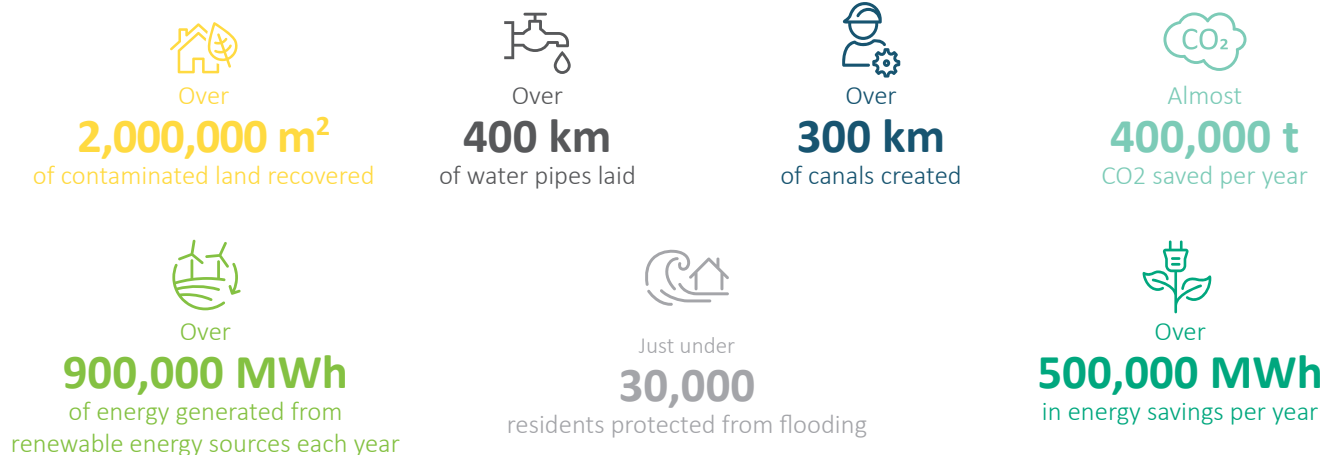 Over
2,000,000 m²
of contaminated land recovered
Over
400 km
of water pipes laid
Over
300 km
of canals created
CO₂
Almost
400,000 t
CO2 saved per year
Over
900,000 MWh
of energy generated from
renewable energy sources each year
Just under
30,000
residents protected from flooding
Over
500,000 MWh
in energy savings per year